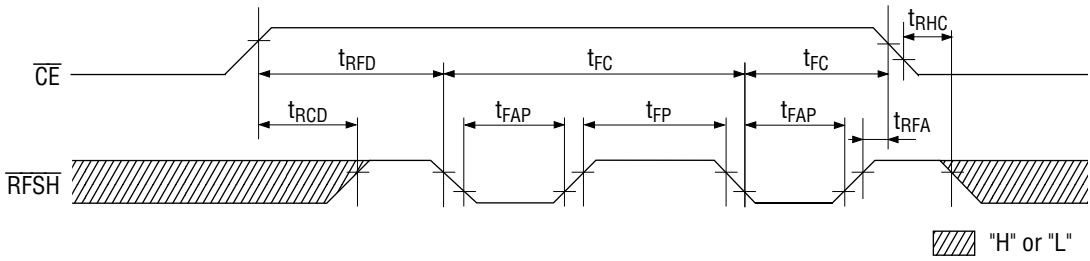 tRHC
CE
tRFD
tFC
tFC
tRCD
tFAP
tFP
tFAP
tRFA
RFSH
"H" or "L"